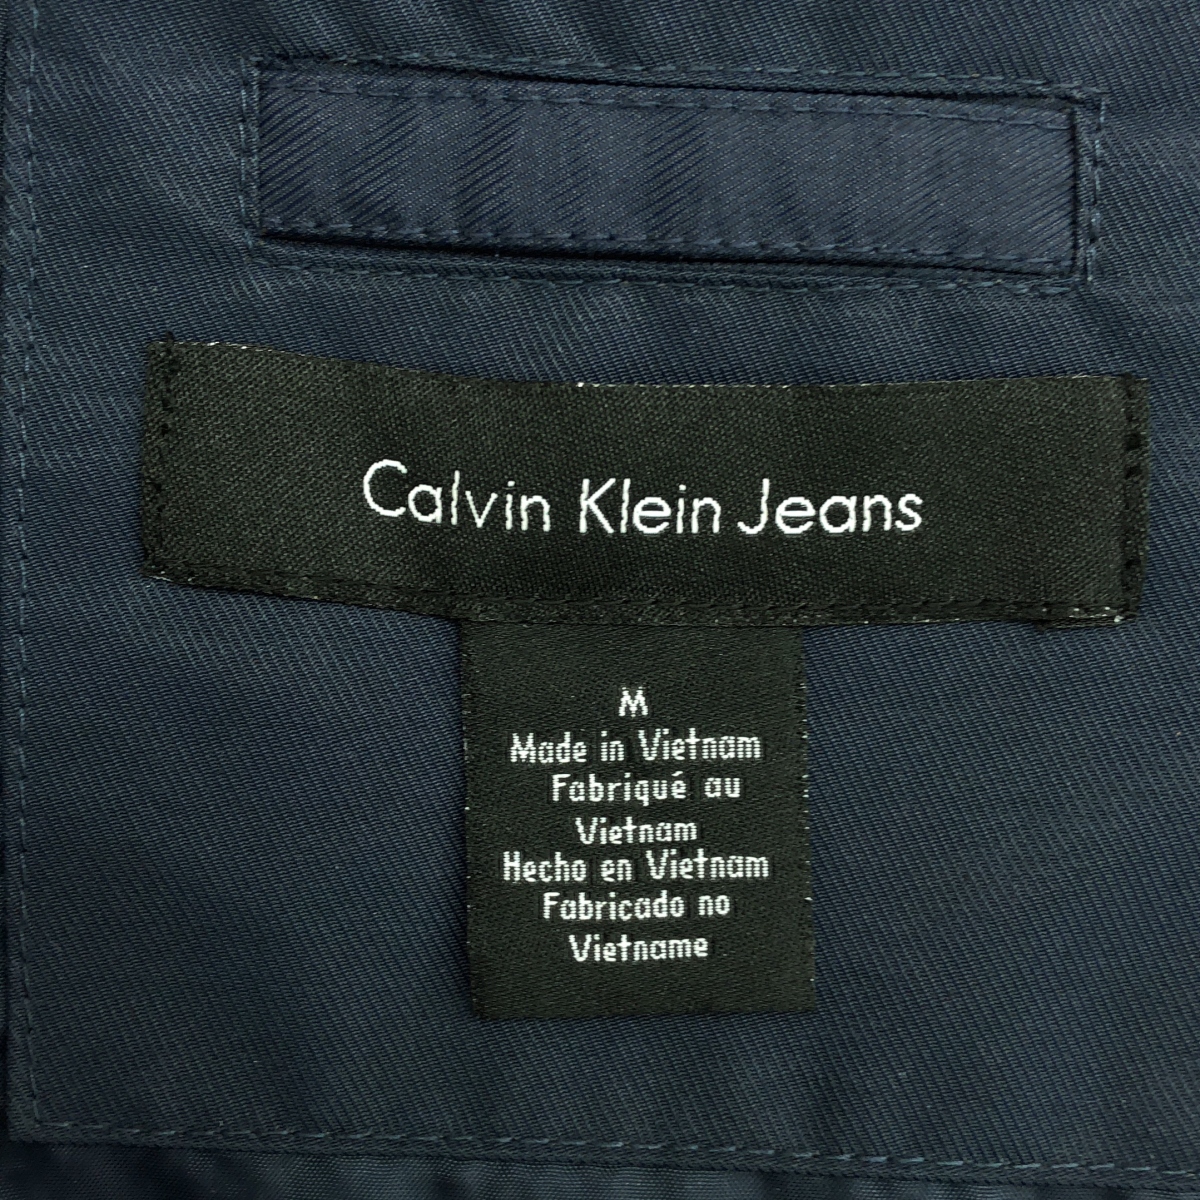 Calvin Klein Jeans
M
Made in Vietnam
Fabriqué au
Vietnam
Hecho en Vietnam
Fabricado no
Vietname